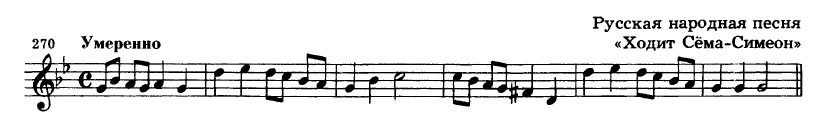 Русская народная песня
270 Умеренно «Ходит Сёма-Симеон»